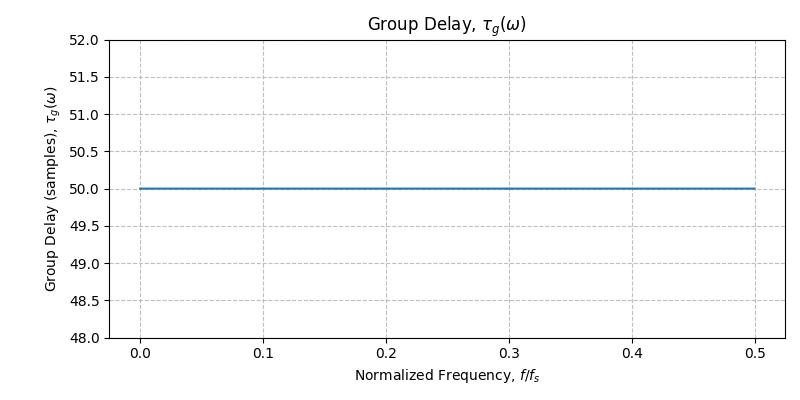 Group Delay, τg(ω)
Group Delay (samples), τg(ω)
52.0
51.5
51.0
50.5
50.0
49.5
49.0
48.5
48.0
0.0 0.1 0.2 0.3 0.4 0.5
Normalized Frequency, f/fs